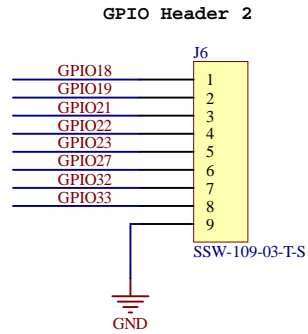 GPIO Header 2
J6
GPIO18 1
GPIO19 2
GPIO21 3
GPIO22 4
GPIO23 5
GPIO27 6
GPIO32 7
GPIO33 8
9
SSW-109-03-T-S
GND